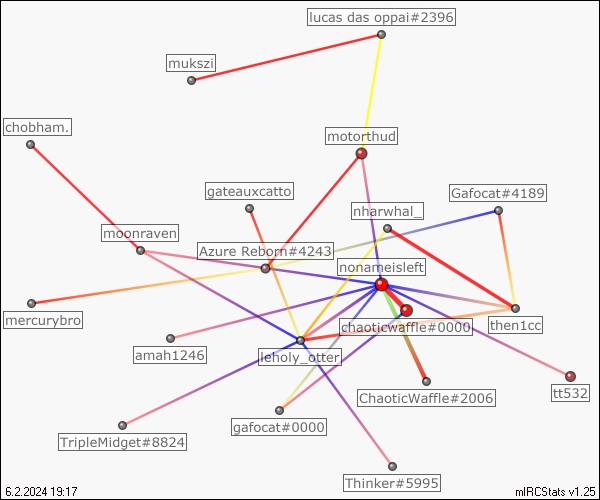 lucas das oppai#2396
mukszi
chobham.
motorthud
gateauxcatto
Gafocat#4189
nharwhal_
moonraven
Azure Reborn#4243
nonameisleft
mercurybro
chaoticwaffle#0000
then1cc
amah1246
leholy_otter
ChaoticWaffle#2006
tt532
gafocat#0000
TripleMidget#8824
Thinker#5995
6.2.2024 19:17
mIRCStats v1.25